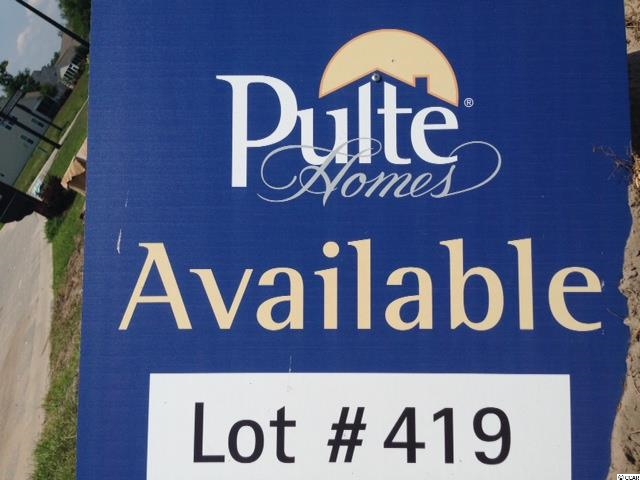 Pulte®
Homes
Available
Lot # 419